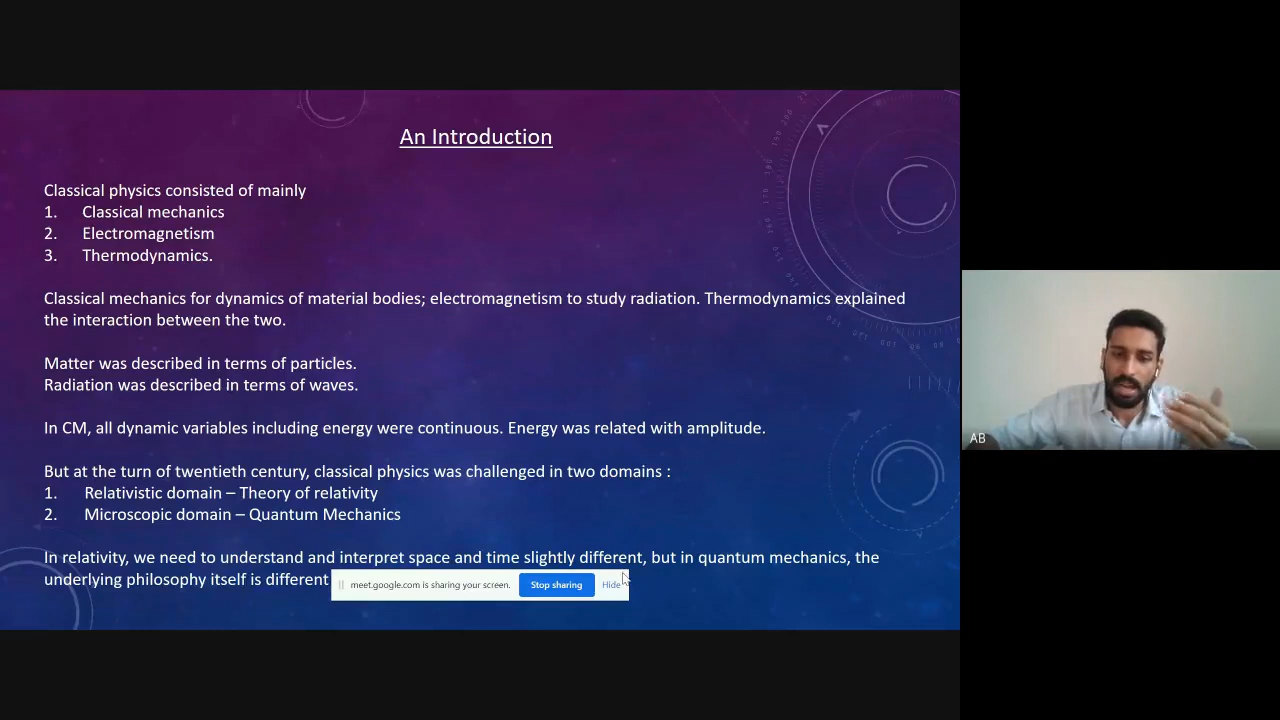 An Introduction
Classical physics consisted of mainly
1. Classical mechanics
2. Electromagnetism
3. Thermodynamics.
Classical mechanics for dynamics of material bodies; electromagnetism to study radiation. Thermodynamics explained
the interaction between the two.
Matter was described in terms of particles.
Radiation was described in terms of waves.
In CM, all dynamic variables including energy were continuous. Energy was related with amplitude.
But at the turn of twentieth century, classical physics was challenged in two domains :
1. Relativistic domain – Theory of relativity
2. Microscopic domain – Quantum Mechanics
In relativity, we need to understand and interpret space and time slightly different, but in quantum mechanics, the
underlying philosophy itself is different
meet.google.com is sharing your screen. Stop sharing Hide
AB